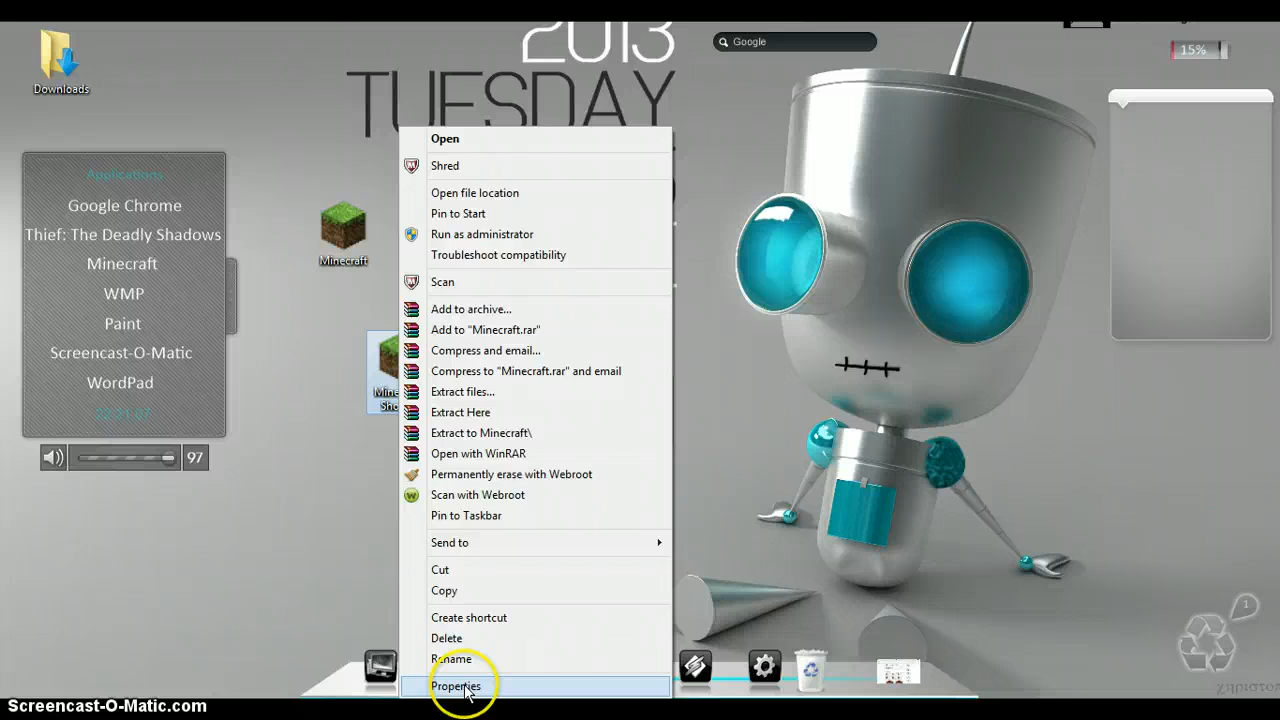 2013
TUESDAY
Google
15%
Downloads
Applications
Google Chrome
Thief: The Deadly Shadows
Minecraft
WMP
Paint
Screencast-O-Matic
WordPad
97
Minecraft
Open
Shred
Open file location
Pin to Start
Run as administrator
Troubleshoot compatibility
Scan
Add to archive...
Add to "Minecraft.rar"
Compress and email...
Compress to "Minecraft.rar" and email
Extract files...
Extract Here
Extract to Minecraft\
Open with WinRAR
Permanently erase with Webroot
Scan with Webroot
Pin to Taskbar
Send to
Cut
Copy
Create shortcut
Delete
Rename
Properties
1
Screencast-O-Matic.com